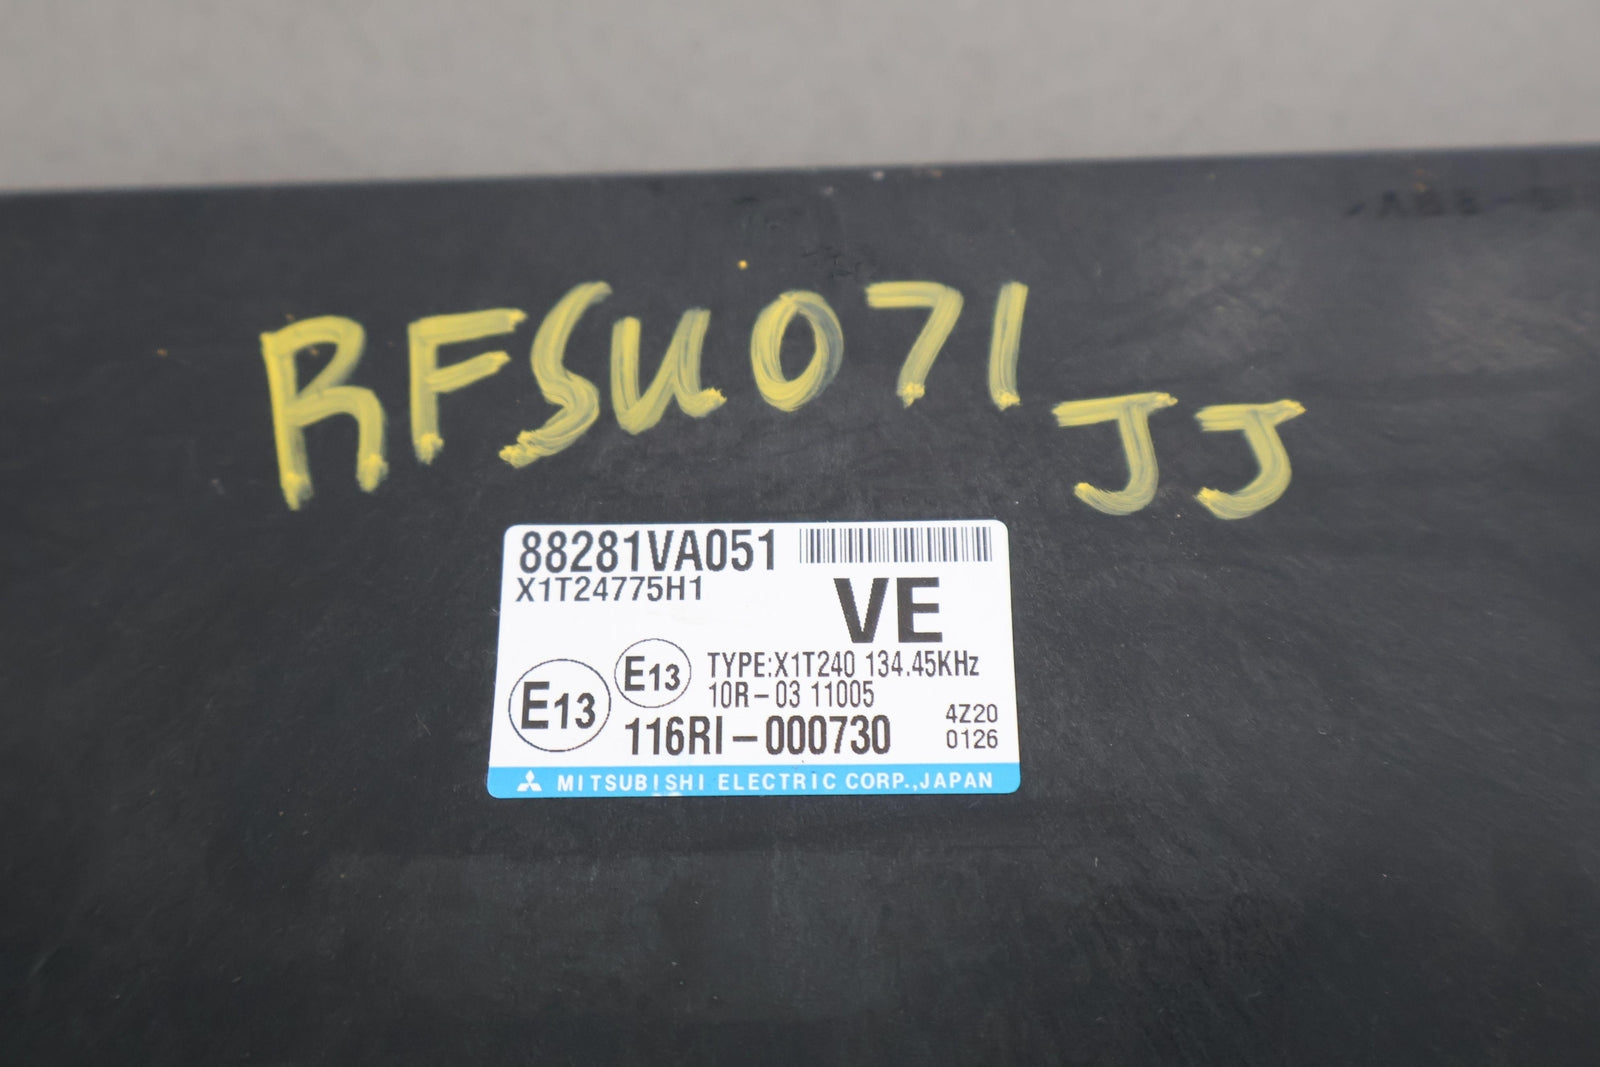 RFSU071
JJ
88281VA051
X1T24775H1
VE
E13
E13
TYPE:X1T240 134.45KHz
10R-03 11005
116RI-000730
4Z20
0126
MITSUBISHI ELECTRIC CORP.,JAPAN